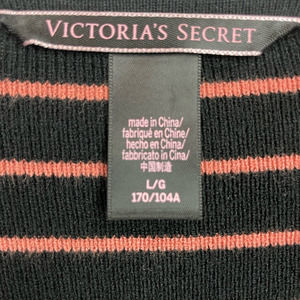 VICTORIA'S SECRET
made in China/
fabriqué en Chine/
hecho en China/
fabbricato in Cina/
中国制造
L/G
170/104A